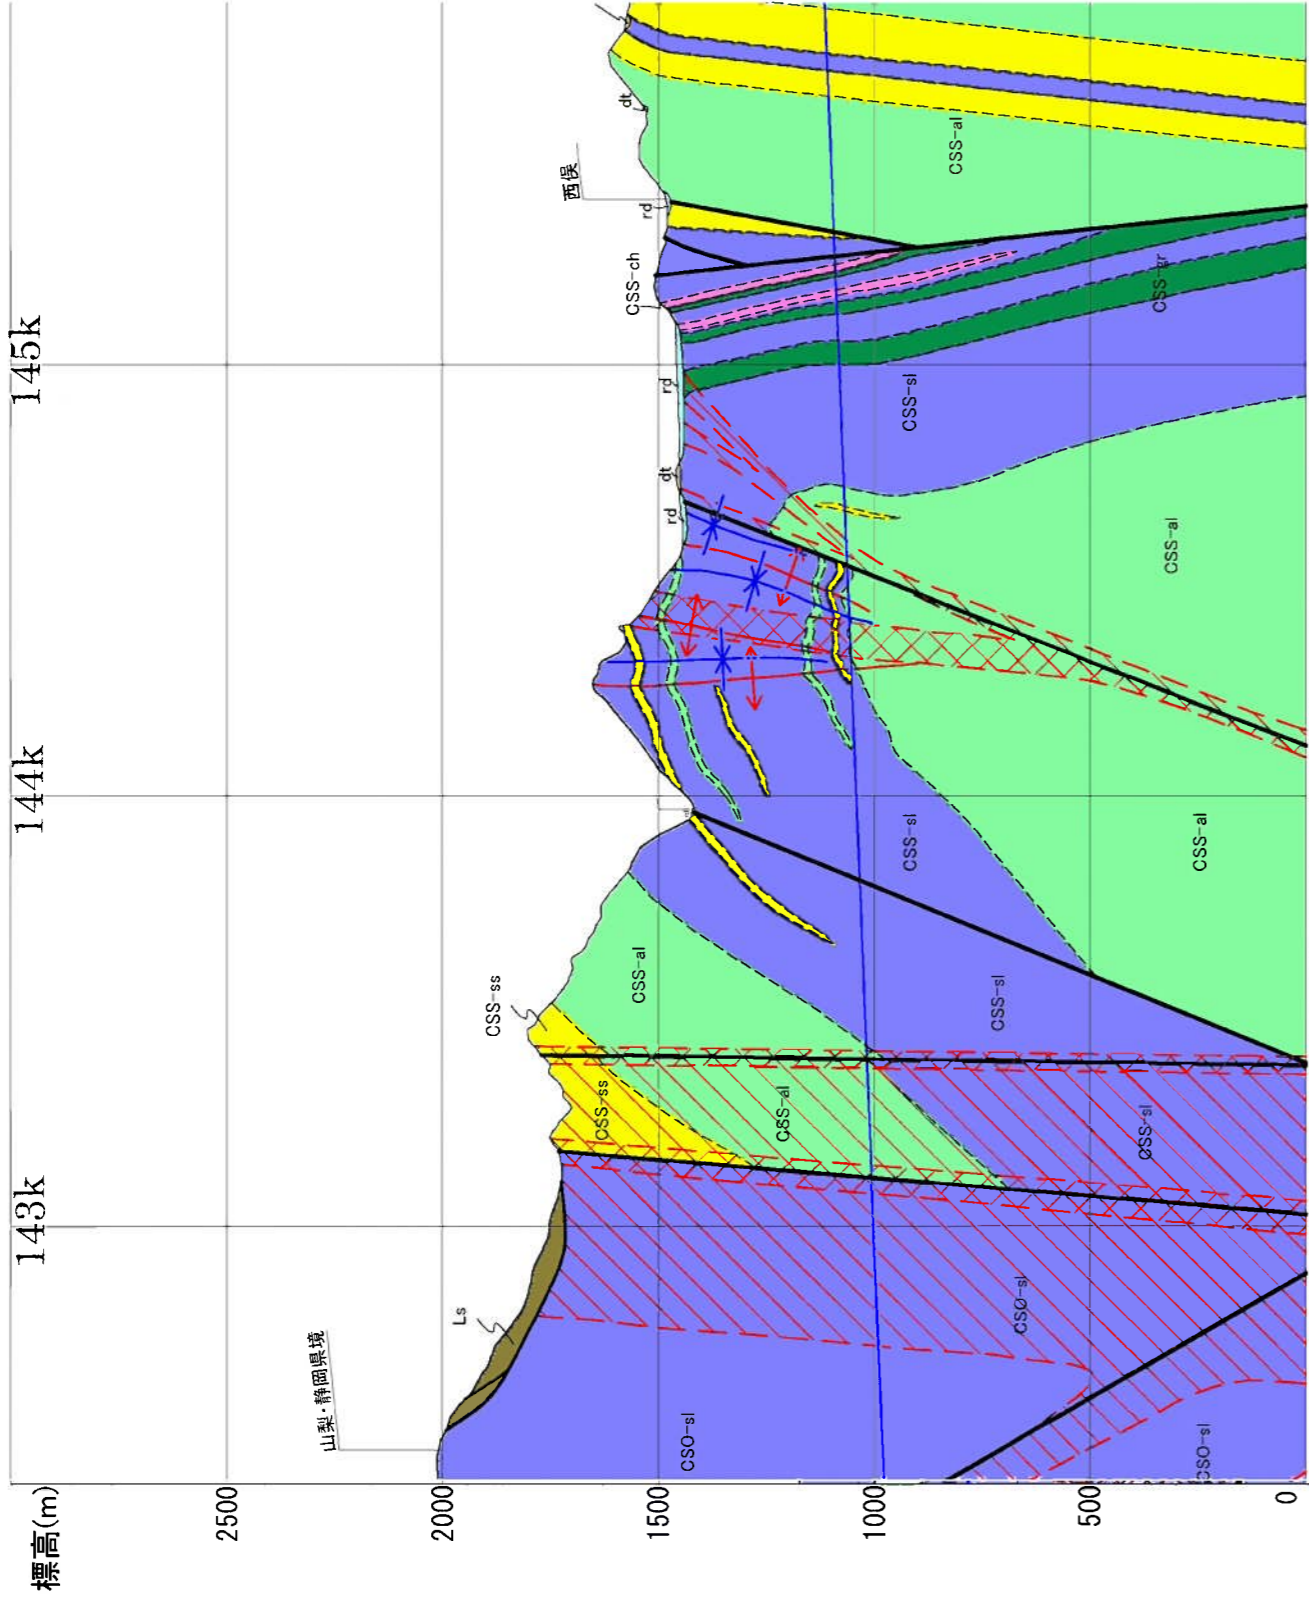 標高(m)
2500
2000
1500
1000
500
0
143k
144k
145k
山梨・静岡県境
Ls
CSO-sl
CSO-sl
CSO-sl
CSS-ss
CSS-ss
CSS-al
CSS-al
CSS-sl
CSS-sl
CSS-sl
CSS-al
CSS-al
rd
dt
rd
CSS-sl
CSS-ch
CSS-gr
rd
西俣
dt
CSS-al